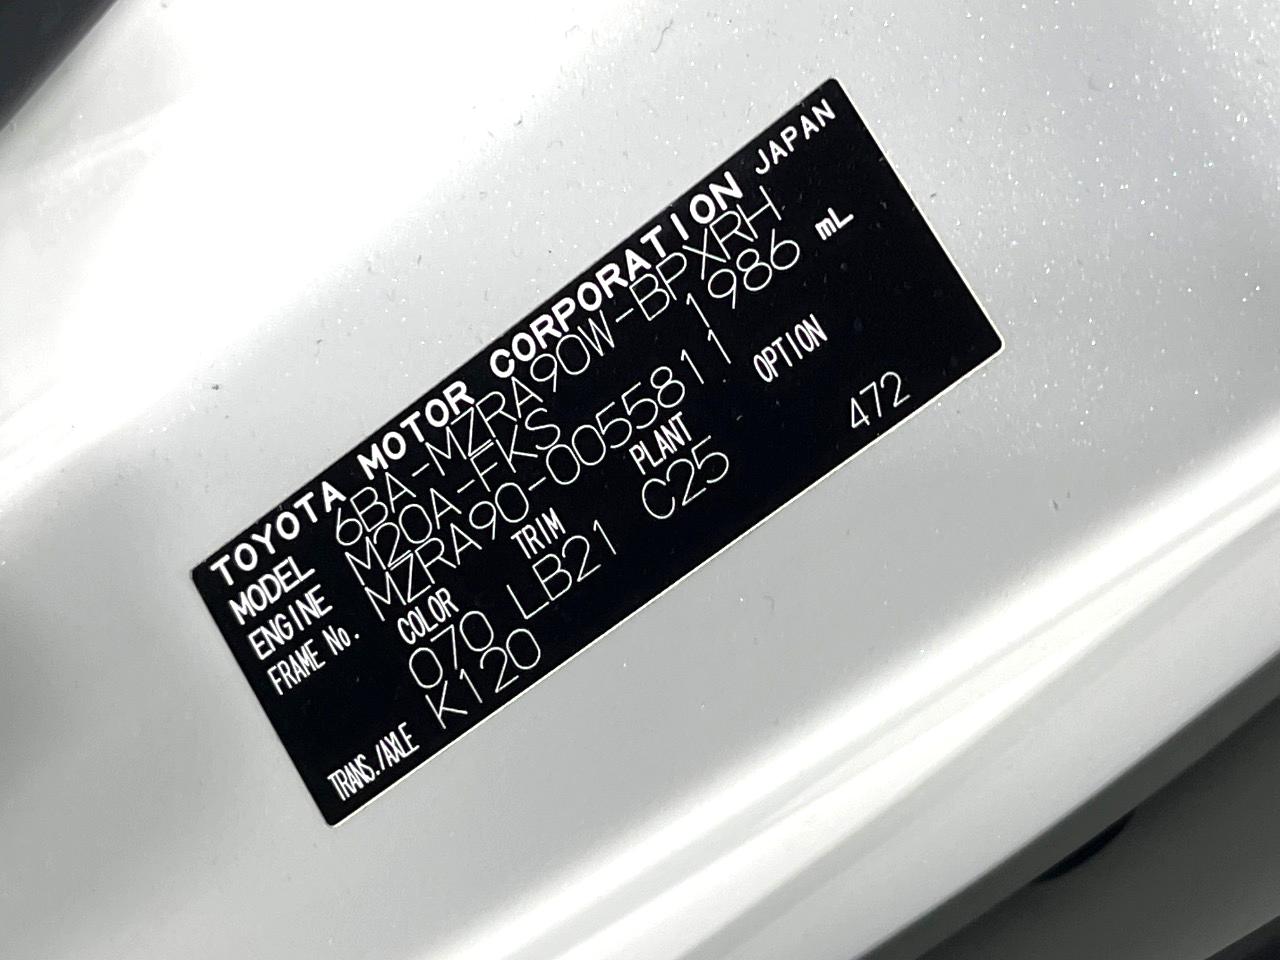 TOYOTA MOTOR CORPORATION JAPAN
MODEL 6BA-MZRA90W-BPXRH
ENGINE M20A-FKS 1986 mL
FRAME No. MZRA90-0055811
COLOR TRIM PLANT OPTION
070 LB21 C25 472
TRANS./AXLE K120